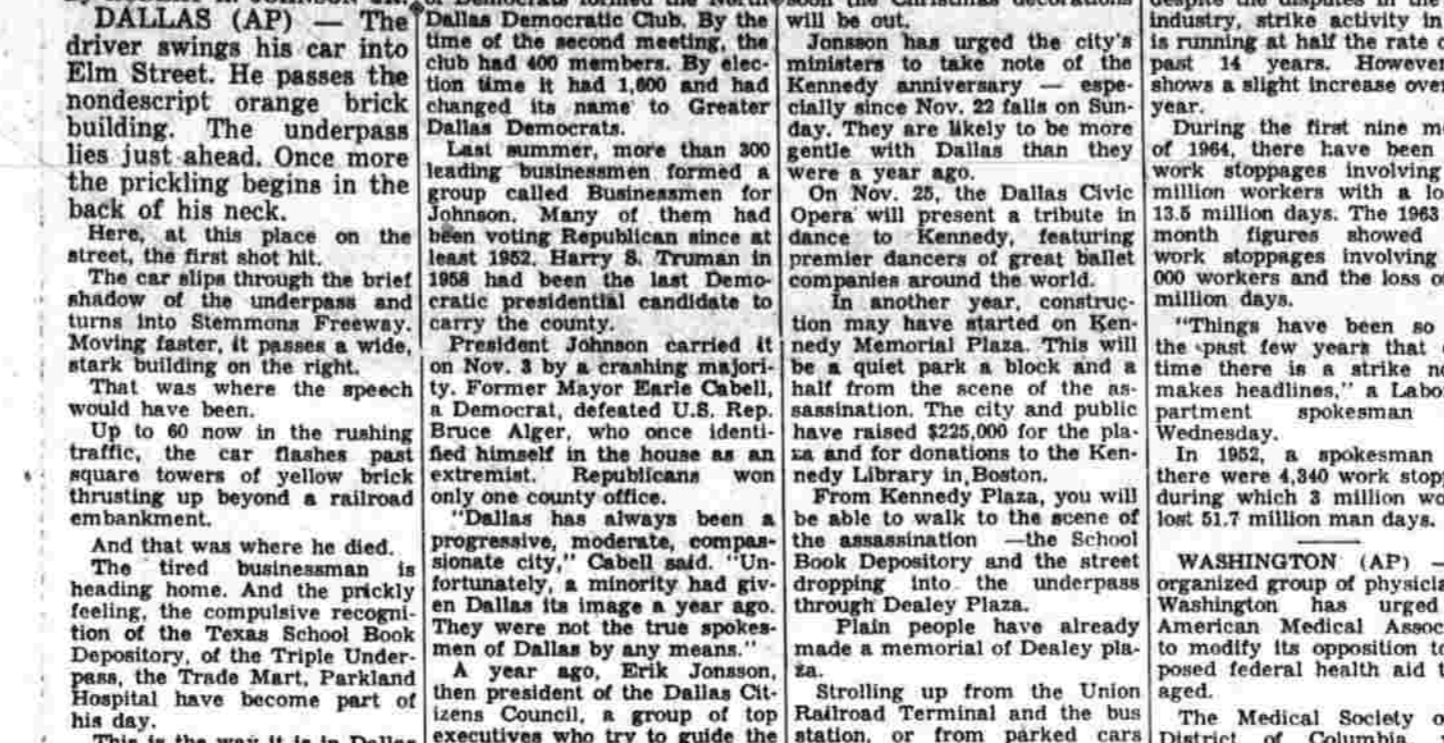 DALLAS (AP) — The
driver swings his car into
Elm Street. He passes the
nondescript orange brick
building. The underpass
lies just ahead. Once more
the prickling begins in the
back of his neck.
Here, at this place on the
street, the first shot hit.
The car slips through the brief
shadow of the underpass and
turns into Stemmons Freeway.
Moving faster, it passes a wide,
stark building on the right.
That was where the speech
would have been.
Up to 60 now in the rushing
traffic, the car flashes past
square towers of yellow brick
thrusting up beyond a railroad
embankment.
And that was where he died.
The tired businessman is
heading home. And the prickly
feeling, the compulsive recogni-
tion of the Texas School Book
Depository, of the Triple Under-
pass, the Trade Mart, Parkland
Hospital have become part of
his day.
This is the way it is in Dallas
Dallas Democratic Club. By the
time of the second meeting, the
club had 400 members. By elec-
tion time it had 1,600 and had
changed its name to Greater
Dallas Democrats.
Last summer, more than 300
leading businessmen formed a
group called Businessmen for
Johnson. Many of them had
been voting Republican since at
least 1952. Harry S. Truman in
1958 had been the last Demo-
cratic presidential candidate to
carry the county.
President Johnson carried it
on Nov. 3 by a crashing majori-
ty. Former Mayor Earle Cabell,
a Democrat, defeated U.S. Rep.
Bruce Alger, who once identi-
fied himself in the house as an
extremist. Republicans won
only one county office.
"Dallas has always been a
progressive, moderate, compas-
sionate city," Cabell said. "Un-
fortunately, a minority had giv-
en Dallas its image a year ago.
They were not the true spokes-
men of Dallas by any means."
A year ago, Erik Jonsson,
then president of the Dallas Cit-
izens Council, a group of top
executives who try to guide the
will be out.
Jonsson has urged the city's
ministers to take note of the
Kennedy anniversary — espe-
cially since Nov. 22 falls on Sun-
day. They are likely to be more
gentle with Dallas than they
were a year ago.
On Nov. 25, the Dallas Civic
Opera will present a tribute in
dance to Kennedy, featuring
premier dancers of great ballet
companies around the world.
In another year, construc-
tion may have started on Ken-
nedy Memorial Plaza. This will
be a quiet park a block and a
half from the scene of the as-
sassination. The city and public
have raised $225,000 for the pla-
za and for donations to the Ken-
nedy Library in Boston.
From Kennedy Plaza, you will
be able to walk to the scene of
the assassination —the School
Book Depository and the street
dropping into the underpass
through Dealey Plaza.
Plain people have already
made a memorial of Dealey pla-
za.
Strolling up from the Union
Railroad Terminal and the bus
station, or from parked cars
industry, strike activity in
is running at half the rate
past 14 years. However
shows a slight increase over
year.
During the first nine
of 1964, there have been
work stoppages involving
million workers with a
13.5 million days. The 1963
month figures showed
work stoppages involving
000 workers and the loss
million days.
"Things have been so
the past few years that
time there is a strike
makes headlines," a
partment spokesman
Wednesday.
In 1952, a spokesman
there were 4,340 work
during which 3 million
lost 51.7 million man days.
WASHINGTON (AP) —
organized group of
Washington has urged
American Medical
to modify its opposition
posed federal health aid
aged.
The Medical Society
District of Columbia